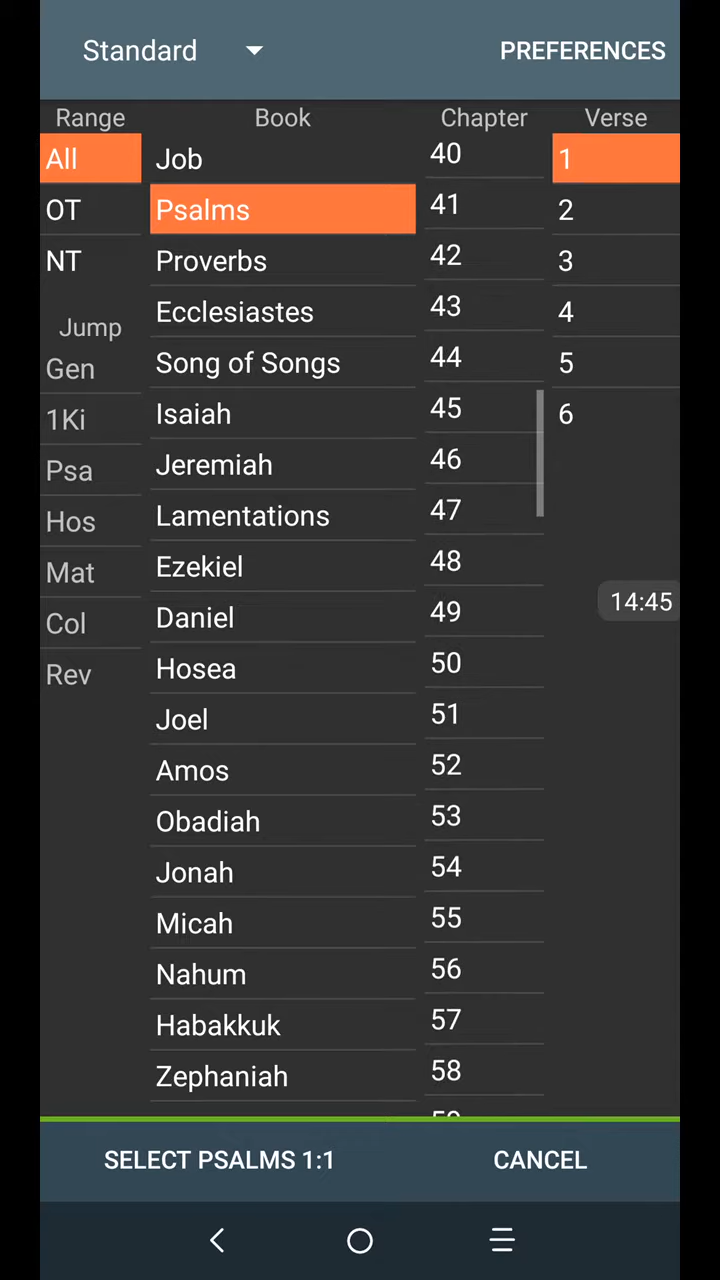 Standard
PREFERENCES
Range
Book
Chapter
Verse
All
OT
NT
Jump
Gen
1Ki
Psa
Hos
Mat
Col
Rev
Job
Psalms
Proverbs
Ecclesiastes
Song of Songs
Isaiah
Jeremiah
Lamentations
Ezekiel
Daniel
Hosea
Joel
Amos
Obadiah
Jonah
Micah
Nahum
Habakkuk
Zephaniah
40
41
42
43
44
45
46
47
48
49
50
51
52
53
54
55
56
57
58
1
2
3
4
5
6
14:45
SELECT PSALMS 1:1
CANCEL